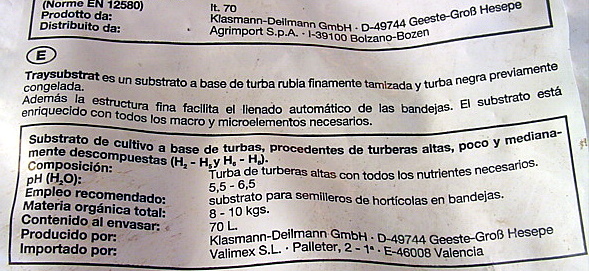 (Norme EN 12580)
lt. 70
Prodotto da:
Klasmann-Deilmann GmbH · D-49744 Geeste-Groß Hesepe
Distribuito da:
Agrimport S.p.A. · I-39100 Bolzano-Bozen
E
Traysubstrat es un substrato a base de turba rubia finamente tamizada y turba negra previamente
congelada.
Además la estructura fina facilita el llenado automático de las bandejas. El substrato está
enriquecido con todos los macro y microelementos necesarios.
Substrato de cultivo a base de turbas, procedentes de turberas altas, poco y mediana-
mente descompuestas (H₂ - H₅ y H₆ - H₈).
Composición: Turba de turberas altas con todos los nutrientes necesarios.
pH (H₂O): 5,5 - 6,5
Empleo recomendado: substrato para semilleros de hortícolas en bandejas.
Materia orgánica total: 8 - 10 kgs.
Contenido al envasar: 70 L.
Producido por: Klasmann-Deilmann GmbH · D-49744 Geeste-Groß Hesepe
Importado por: Valimex S.L. · Palleter, 2 - 1ª · E-46008 Valencia